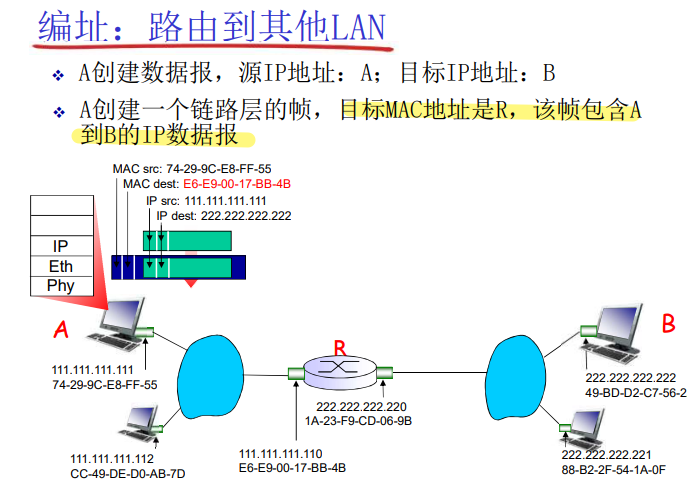 编址：路由到其他LAN
A创建数据报，源IP地址：A；目标IP地址：B
A创建一个链路层的帧，目标MAC地址是R，该帧包含A
到B的IP数据报
MAC src: 74-29-9C-E8-FF-55
MAC dest: E6-E9-00-17-BB-4B
IP src: 111.111.111.111
IP dest: 222.222.222.222
IP
Eth
Phy
A
R
B
111.111.111.111
74-29-9C-E8-FF-55
222.222.222.222
49-BD-D2-C7-56-2
222.222.222.220
1A-23-F9-CD-06-9B
111.111.111.112
CC-49-DE-D0-AB-7D
111.111.111.110
E6-E9-00-17-BB-4B
222.222.222.221
88-B2-2F-54-1A-0F